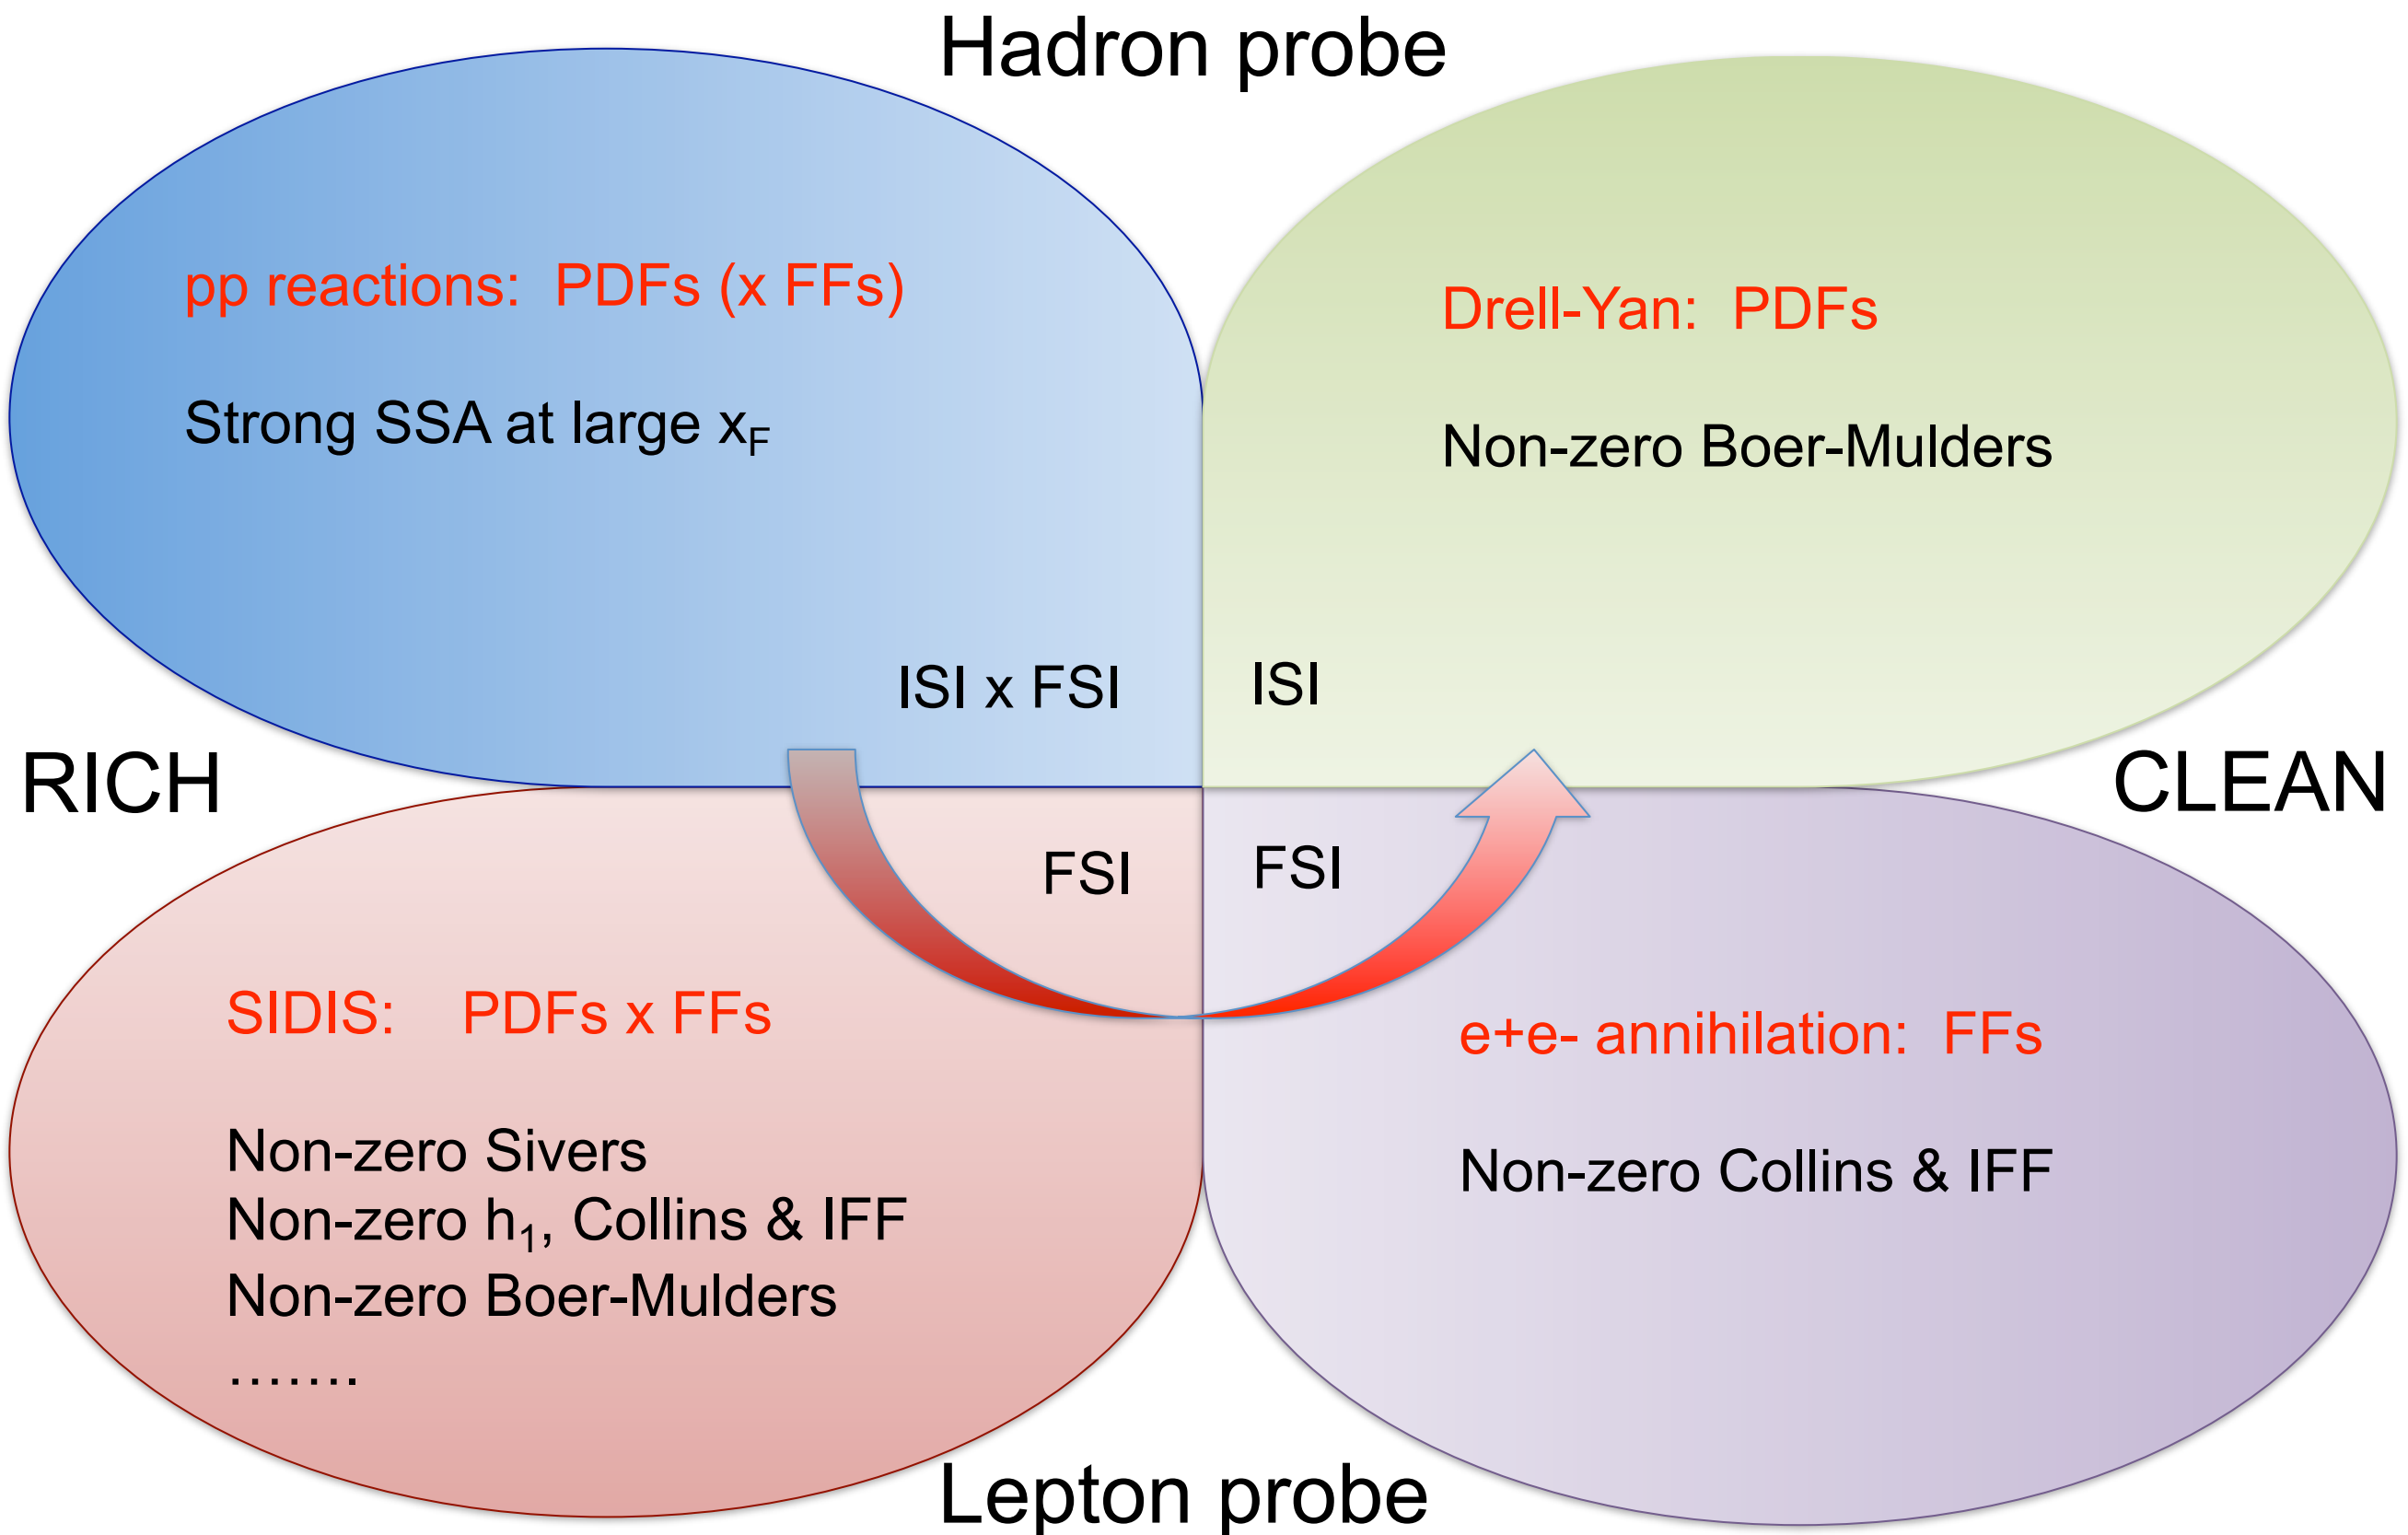 Hadron probe
pp reactions: PDFs (x FFs)
Strong SSA at large x_F
ISI x FSI
Drell-Yan: PDFs
Non-zero Boer-Mulders
ISI
RICH
CLEAN
FSI
SIDIS: PDFs x FFs
Non-zero Sivers
Non-zero h₁, Collins & IFF
Non-zero Boer-Mulders
.......
FSI
e+e- annihilation: FFs
Non-zero Collins & IFF
Lepton probe